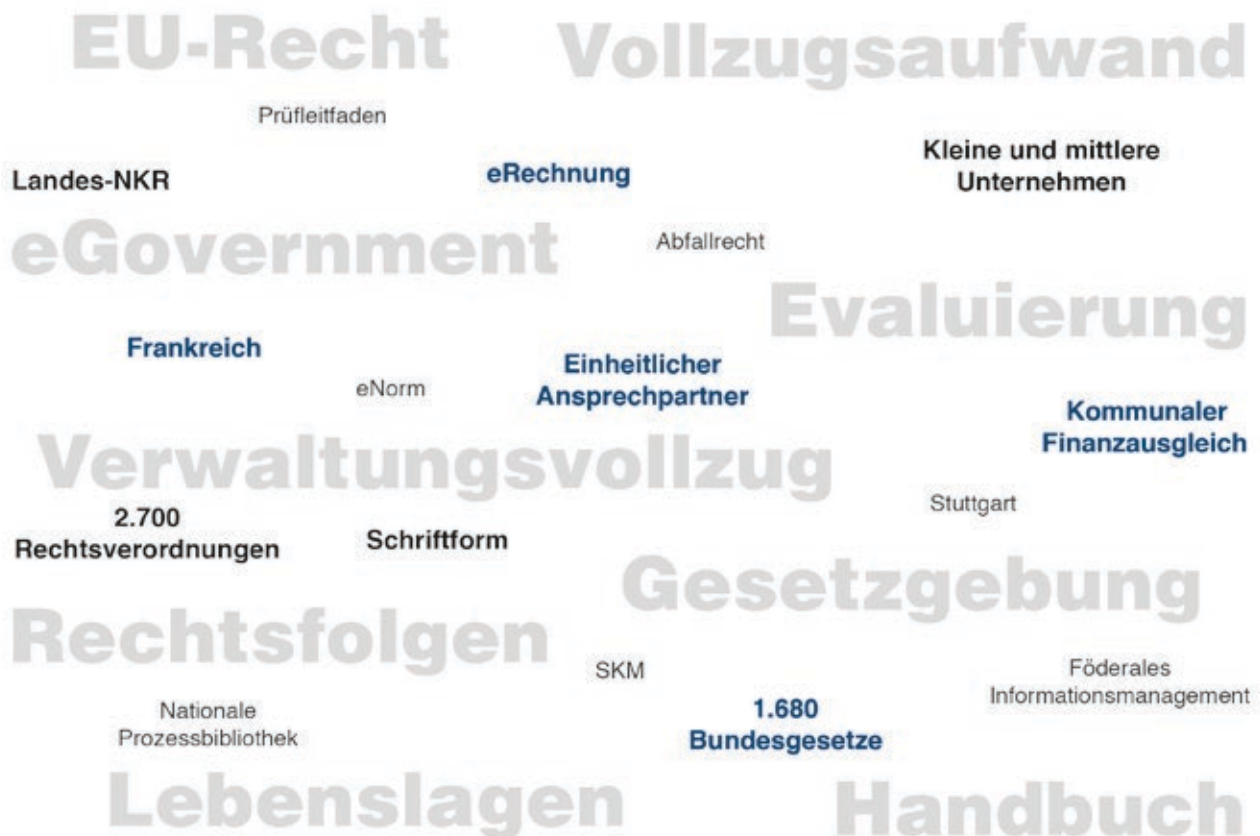 EU-Recht
Vollzugsaufwand
Prüfleitfaden
Kleine und mittlere
Unternehmen
Landes-NKR
eRechnung
eGovernment
Abfallrecht
Evaluierung
Frankreich
Einheitlicher
Ansprechpartner
eNorm
Kommunaler
Finanzausgleich
Verwaltungsvollzug
Stuttgart
2.700
Rechtsverordnungen
Schriftform
Gesetzgebung
Rechtsfolgen
SKM
Föderales
Informationsmanagement
Nationale
Prozessbibliothek
1.680
Bundesgesetze
Lebenslagen
Handbuch